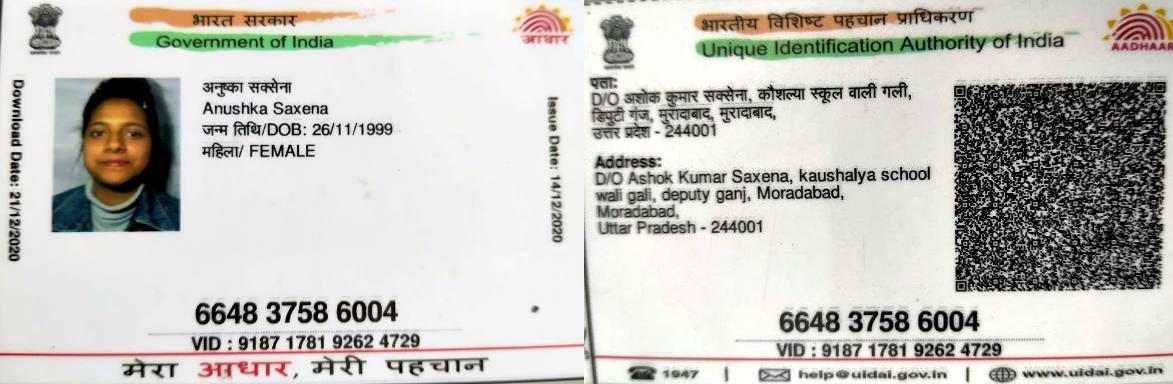 भारत सरकार
Government of India
आधार
Download Date: 21/12/2020
अनुष्का सक्सेना
Anushka Saxena
जन्म तिथि/DOB: 26/11/1999
महिला/ FEMALE
Issue Date: 14/12/2020
6648 3758 6004
VID : 9187 1781 9262 4729
मेरा आधार, मेरी पहचान
भारतीय विशिष्ट पहचान प्राधिकरण
Unique Identification Authority of India
AADHAAR
पता:
D/O अशोक कुमार सक्सेना, कौशल्या स्कूल वाली गली,
डिपुटी गंज, मुरादाबाद, मुरादाबाद,
उत्तर प्रदेश - 244001
Address:
D/O Ashok Kumar Saxena, kaushalya school
wali gali, deputy ganj, Moradabad,
Moradabad,
Uttar Pradesh - 244001
6648 3758 6004
VID : 9187 1781 9262 4729
1947 | help@uidai.gov.in | www.uidai.gov.in